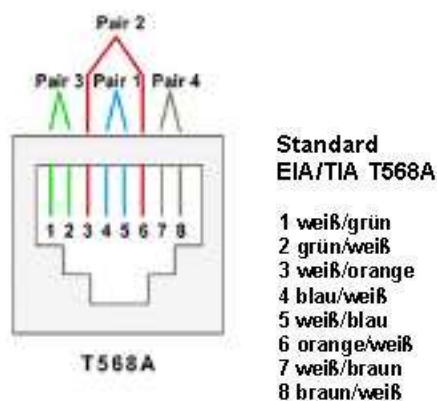 Pair 2
Pair 3 Pair 1 Pair 4
1 2 3 4 5 6 7 8
T568A
Standard
EIA/TIA T568A
1 weiß/grün
2 grün/weiß
3 weiß/orange
4 blau/weiß
5 weiß/blau
6 orange/weiß
7 weiß/braun
8 braun/weiß